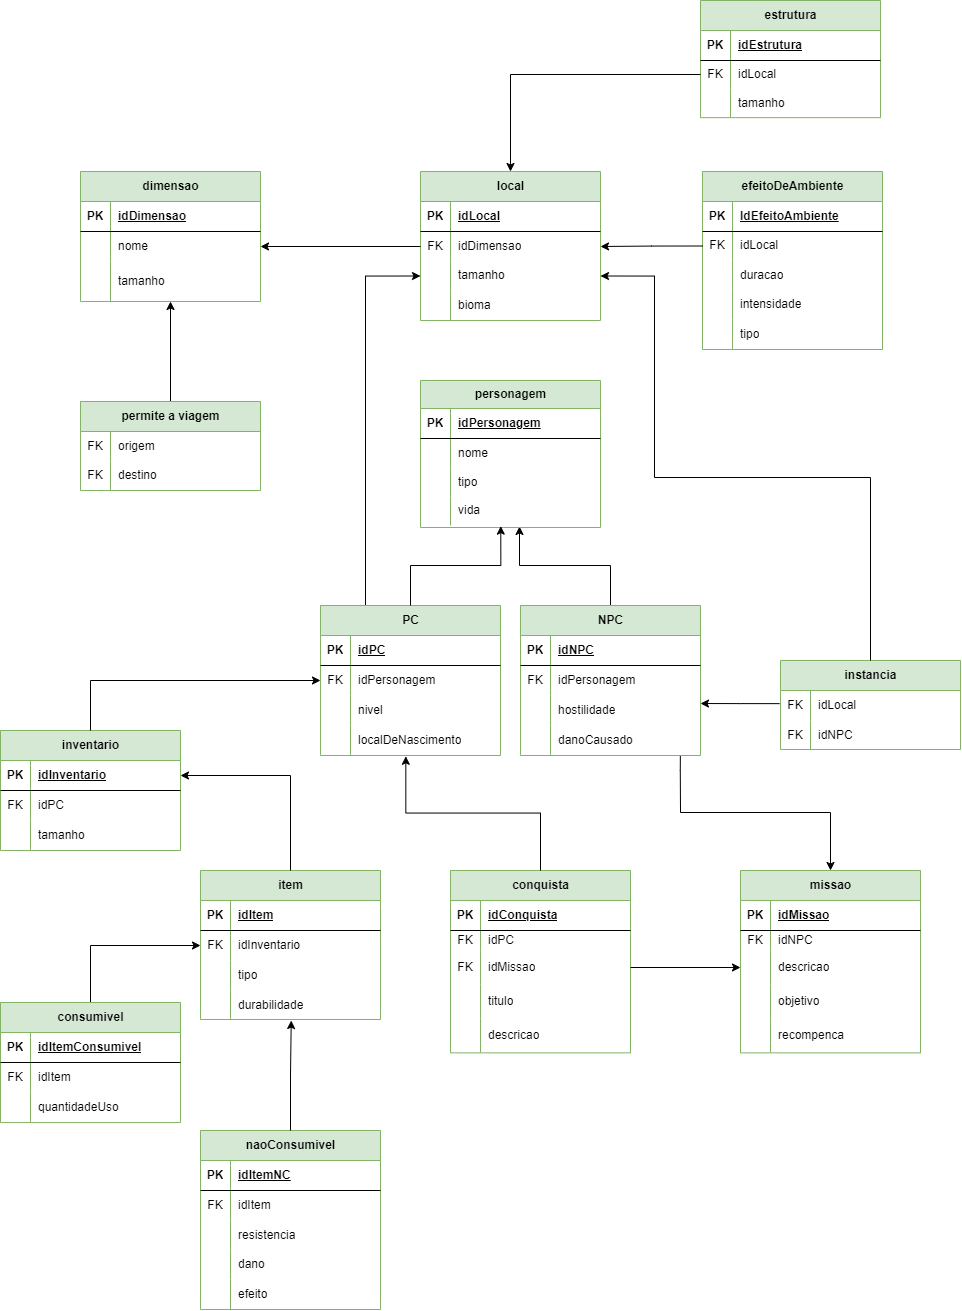 estrutura
PK idEstrutura
FK idLocal
tamanho
dimensao
PK idDimensao
nome
tamanho
local
PK idLocal
FK idDimensao
tamanho
bioma
efeitoDeAmbiente
PK IdEfeitoAmbiente
FK idLocal
duracao
intensidade
tipo
permite a viagem
FK origem
FK destino
personagem
PK idPersonagem
nome
tipo
vida
PC
PK idPC
FK idPersonagem
nivel
localDeNascimento
NPC
PK idNPC
FK idPersonagem
hostilidade
danoCausado
instancia
FK idLocal
FK idNPC
inventario
PK idInventario
FK idPC
tamanho
item
PK idItem
FK idInventario
tipo
durabilidade
conquista
PK idConquista
FK idPC
FK idMissao
titulo
descricao
missao
PK idMissao
FK idNPC
descricao
objetivo
recompenca
consumivel
PK idItemConsumivel
FK idItem
quantidadeUso
naoConsumivel
PK idItemNC
FK idItem
resistencia
dano
efeito